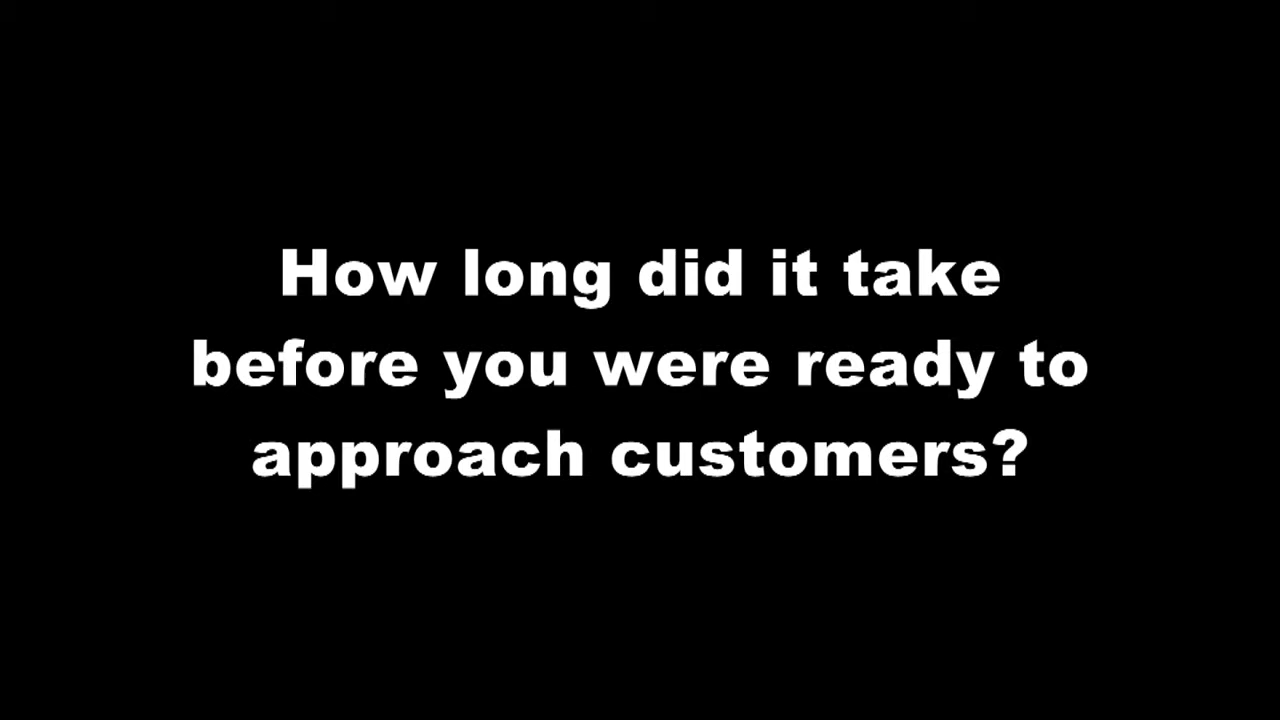 How long did it take
before you were ready to
approach customers?